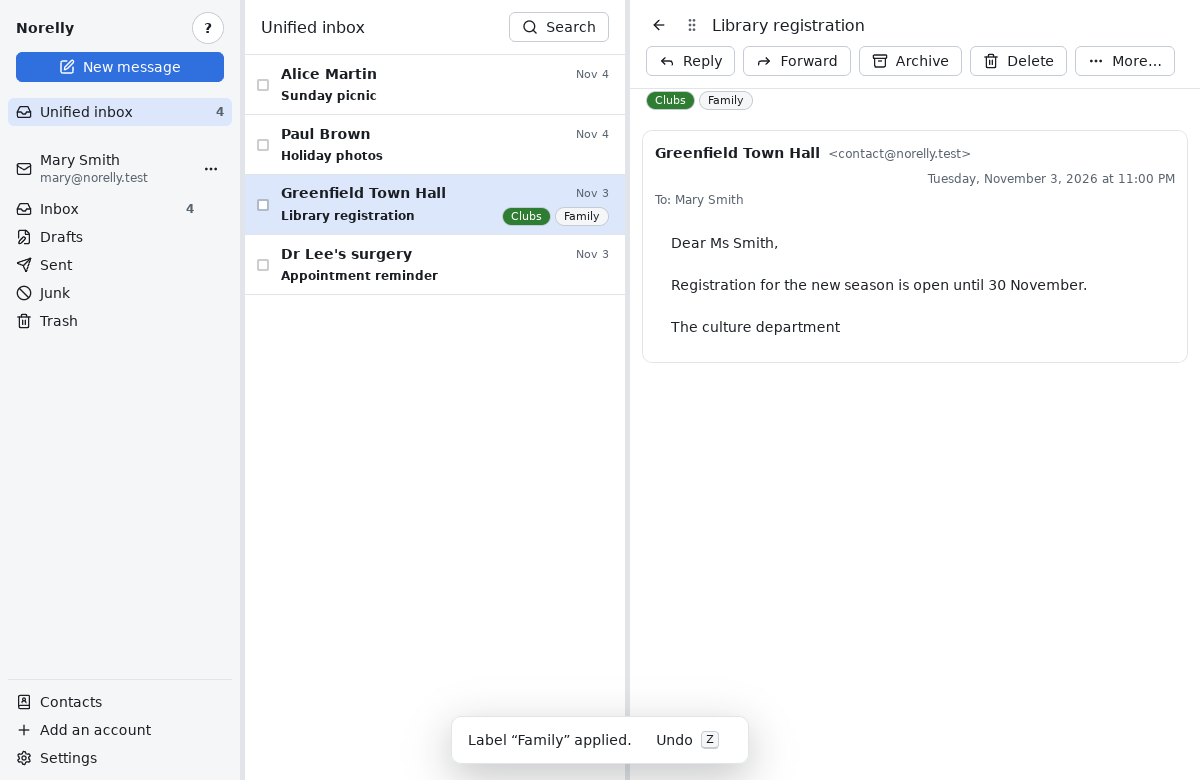 Norelly
?
New message
Unified inbox 4
Mary Smith
mary@norelly.test
Inbox 4
Drafts
Sent
Junk
Trash
Contacts
Add an account
Settings
Unified inbox
Search
Alice Martin Nov 4
Sunday picnic
Paul Brown Nov 4
Holiday photos
Greenfield Town Hall Nov 3
Library registration Clubs Family
Dr Lee's surgery Nov 3
Appointment reminder
Library registration
Reply Forward Archive Delete More...
Clubs Family
Greenfield Town Hall <contact@norelly.test>
Tuesday, November 3, 2026 at 11:00 PM
To: Mary Smith
Dear Ms Smith,
Registration for the new season is open until 30 November.
The culture department
Label “Family” applied. Undo Z